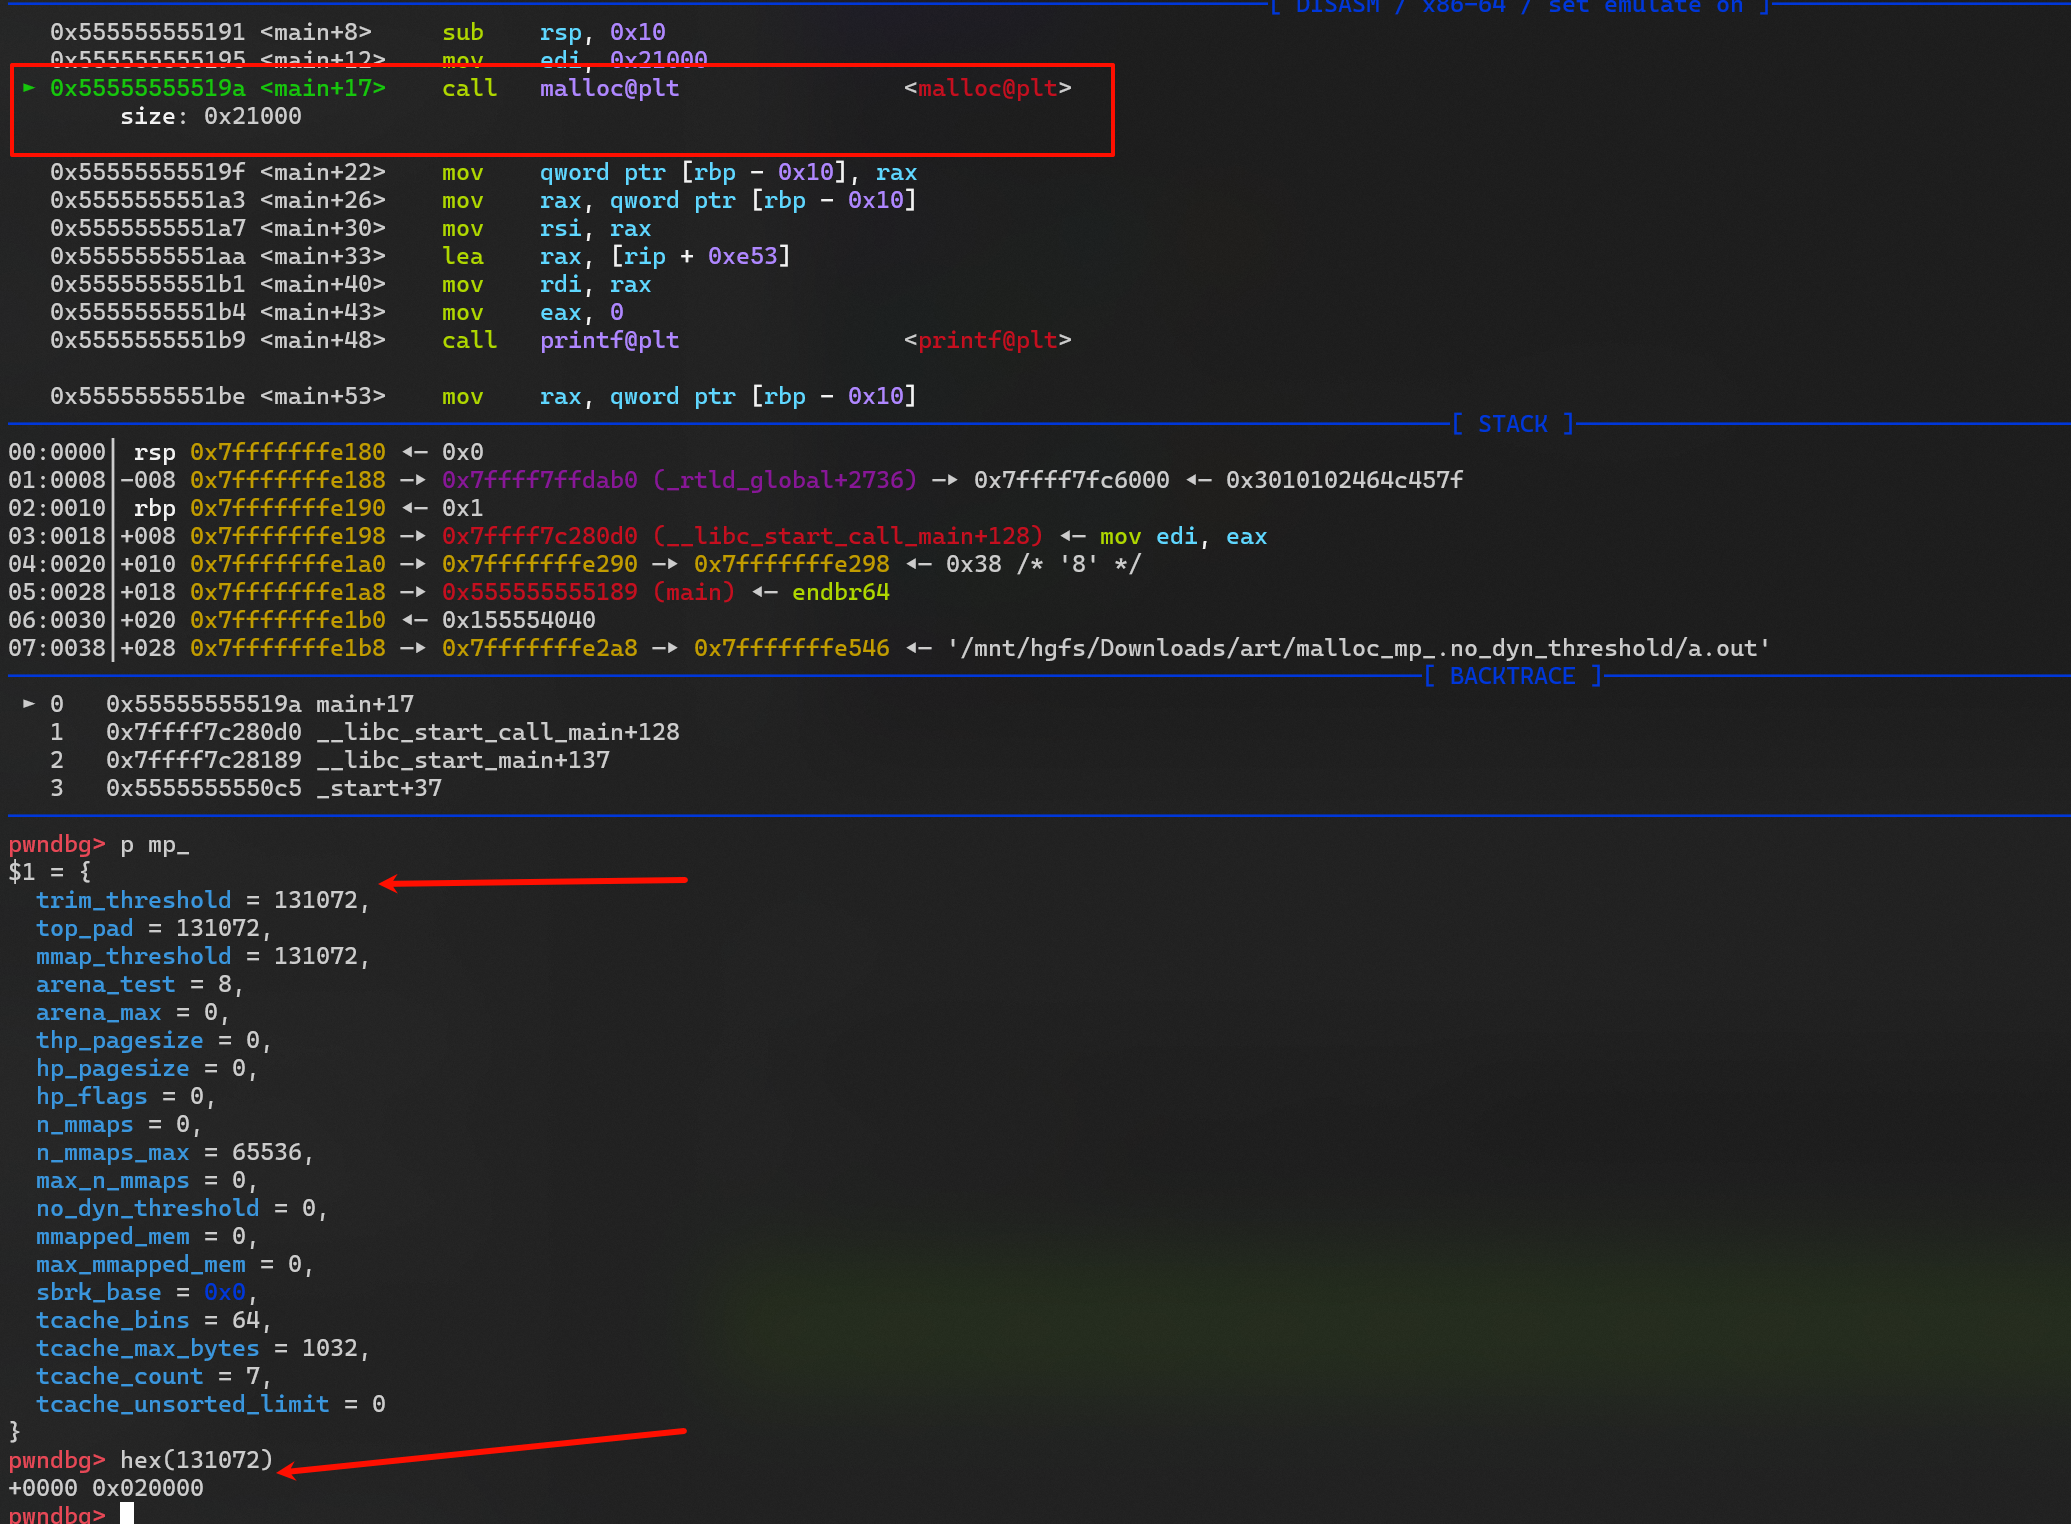 [ DISASM / x86-64 / set emulate on ]
0x555555555191 <main+8> sub rsp, 0x10
0x555555555195 <main+12> mov edi, 0x21000
► 0x55555555519a <main+17> call malloc@plt <malloc@plt>
size: 0x21000
0x55555555519f <main+22> mov qword ptr [rbp - 0x10], rax
0x5555555551a3 <main+26> mov rax, qword ptr [rbp - 0x10]
0x5555555551a7 <main+30> mov rsi, rax
0x5555555551aa <main+33> lea rax, [rip + 0xe53]
0x5555555551b1 <main+40> mov rdi, rax
0x5555555551b4 <main+43> mov eax, 0
0x5555555551b9 <main+48> call printf@plt <printf@plt>
0x5555555551be <main+53> mov rax, qword ptr [rbp - 0x10]
[ STACK ]
00:0000│ rsp 0x7fffffffe180 ◂— 0x0
01:0008│-008 0x7fffffffe188 —▸ 0x7ffff7ffdab0 (_rtld_global+2736) —▸ 0x7ffff7fc6000 ◂— 0x3010102464c457f
02:0010│ rbp 0x7fffffffe190 ◂— 0x1
03:0018│+008 0x7fffffffe198 —▸ 0x7ffff7c280d0 (__libc_start_call_main+128) ◂— mov edi, eax
04:0020│+010 0x7fffffffe1a0 —▸ 0x7fffffffe290 —▸ 0x7fffffffe298 ◂— 0x38 /* '8' */
05:0028│+018 0x7fffffffe1a8 —▸ 0x555555555189 (main) ◂— endbr64
06:0030│+020 0x7fffffffe1b0 ◂— 0x155554040
07:0038│+028 0x7fffffffe1b8 —▸ 0x7fffffffe2a8 —▸ 0x7fffffffe546 ◂— '/mnt/hgfs/Downloads/art/malloc_mp_.no_dyn_threshold/a.out'
[ BACKTRACE ]
► 0 0x55555555519a main+17
1 0x7ffff7c280d0 __libc_start_call_main+128
2 0x7ffff7c28189 __libc_start_main+137
3 0x5555555550c5 _start+37
pwndbg> p mp_
$1 = {
trim_threshold = 131072,
top_pad = 131072,
mmap_threshold = 131072,
arena_test = 8,
arena_max = 0,
thp_pagesize = 0,
hp_pagesize = 0,
hp_flags = 0,
n_mmaps = 0,
n_mmaps_max = 65536,
max_n_mmaps = 0,
no_dyn_threshold = 0,
mmapped_mem = 0,
max_mmapped_mem = 0,
sbrk_base = 0x0,
tcache_bins = 64,
tcache_max_bytes = 1032,
tcache_count = 7,
tcache_unsorted_limit = 0
}
pwndbg> hex(131072)
+0000 0x020000
pwndbg>